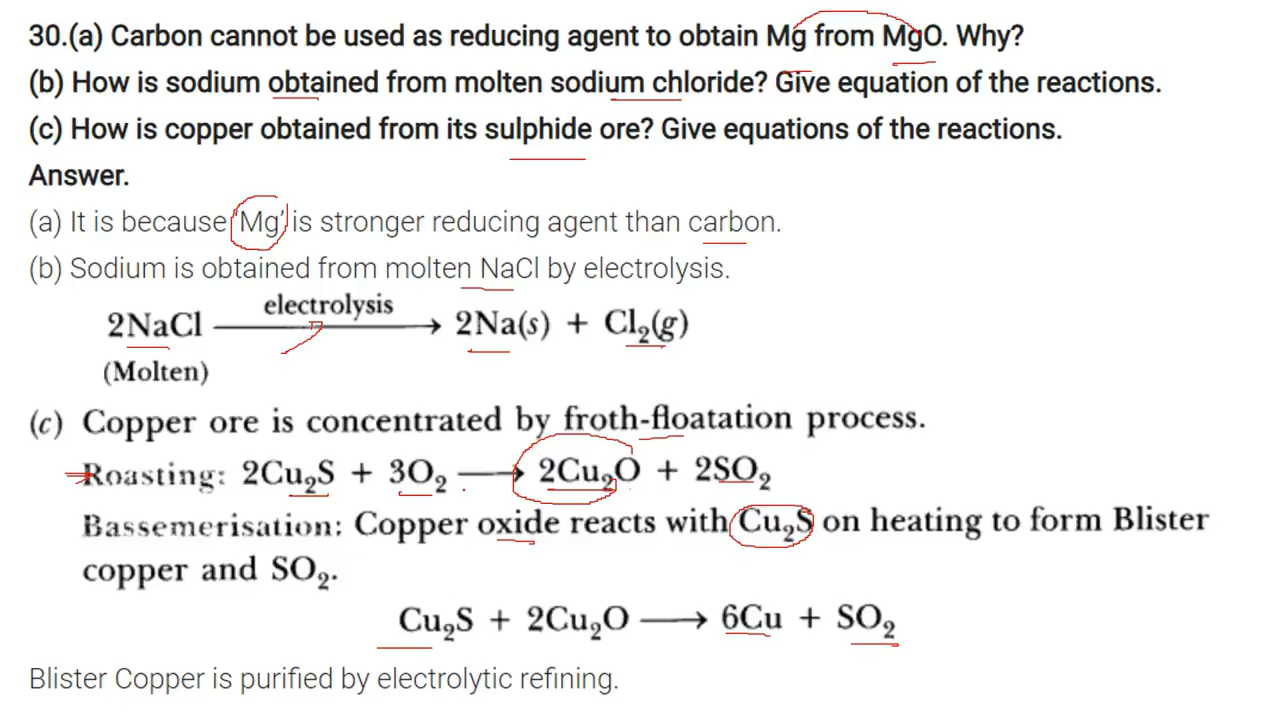 30.(a) Carbon cannot be used as reducing agent to obtain Mg from MgO. Why?
(b) How is sodium obtained from molten sodium chloride? Give equation of the reactions.
(c) How is copper obtained from its sulphide ore? Give equations of the reactions.
Answer.
(a) It is because ‘Mg’ is stronger reducing agent than carbon.
(b) Sodium is obtained from molten NaCl by electrolysis.
2NaCl electrolysis → 2Na(s) + Cl₂(g)
(Molten)
(c) Copper ore is concentrated by froth-floatation process.
Roasting: 2Cu₂S + 3O₂ → 2Cu₂O + 2SO₂
Bassemerisation: Copper oxide reacts with Cu₂S on heating to form Blister
copper and SO₂.
Cu₂S + 2Cu₂O → 6Cu + SO₂
Blister Copper is purified by electrolytic refining.